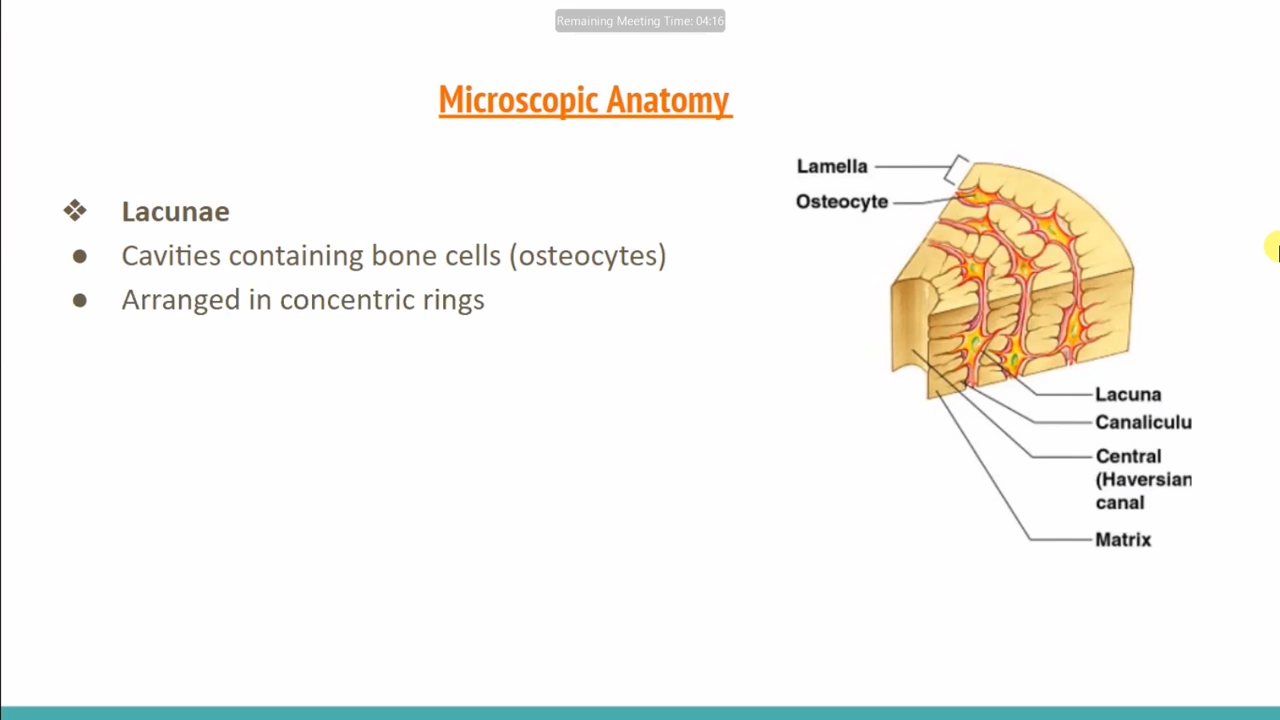 Remaining Meeting Time: 04:16
Microscopic Anatomy
❖ Lacunae
● Cavities containing bone cells (osteocytes)
● Arranged in concentric rings
Lamella
Osteocyte
Lacuna
Canaliculu
Central
(Haversian
canal
Matrix